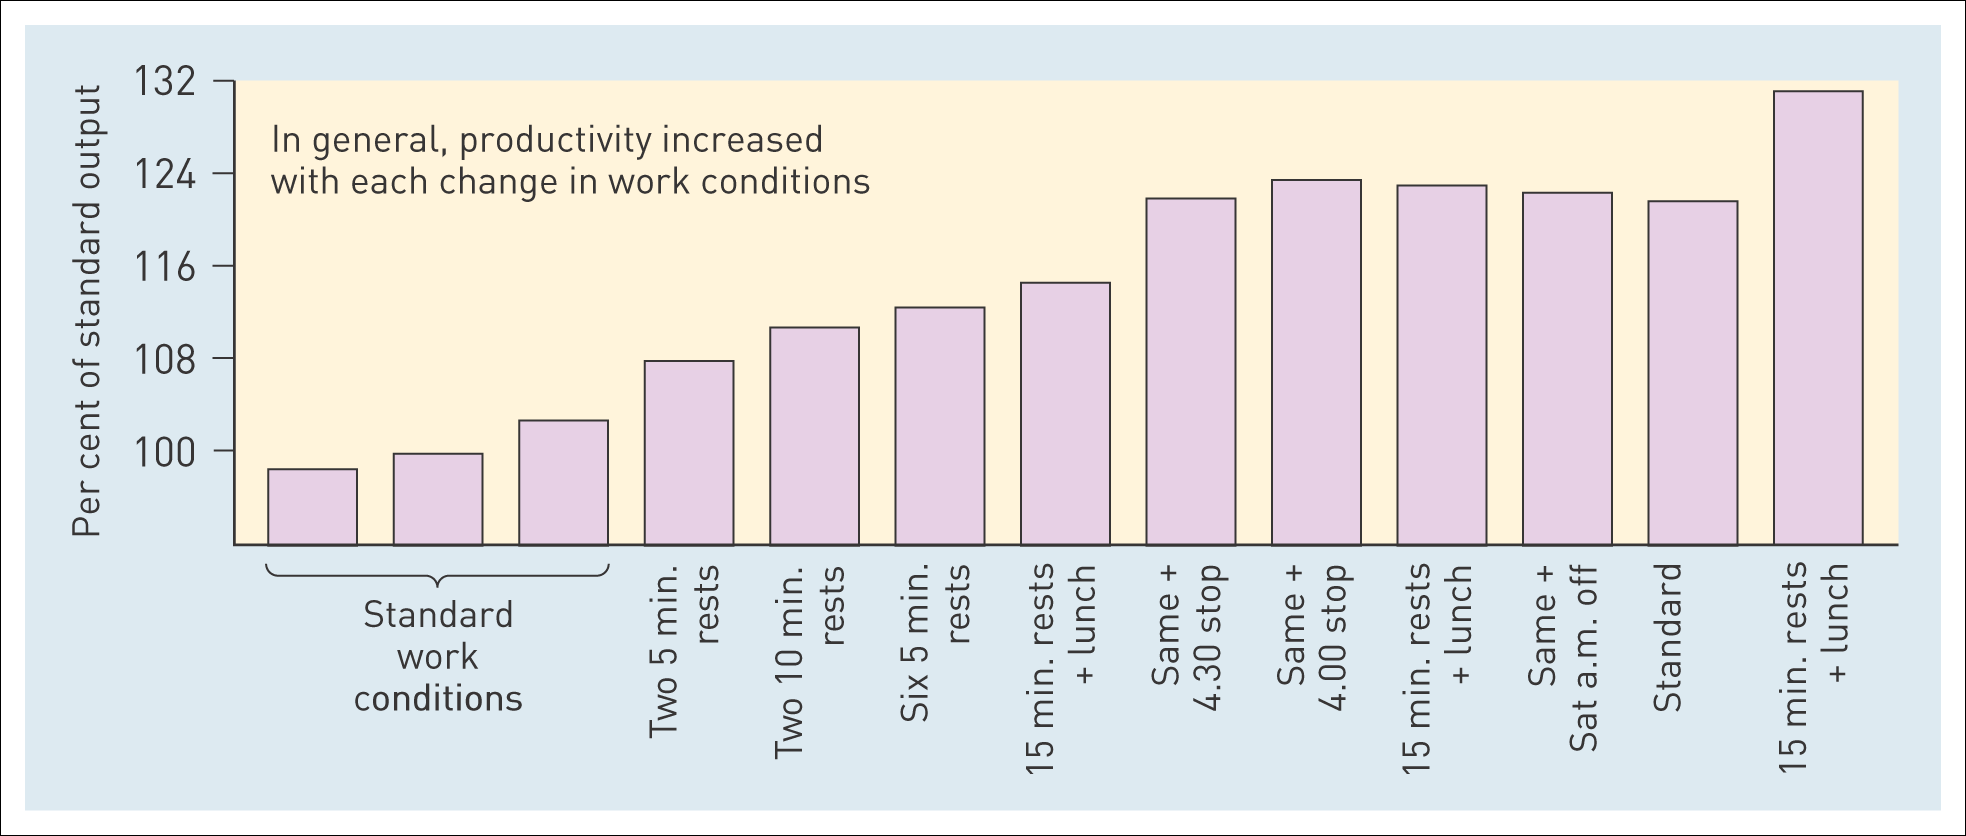 Per cent of standard output
132
124
116
108
100
In general, productivity increased
with each change in work conditions
Standard
work
conditions
Two 5 min.
rests
Two 10 min.
rests
Six 5 min.
rests
15 min. rests
+ lunch
Same +
4.30 stop
Same +
4.00 stop
15 min. rests
+ lunch
Same +
Sat a.m. off
Standard
15 min. rests
+ lunch